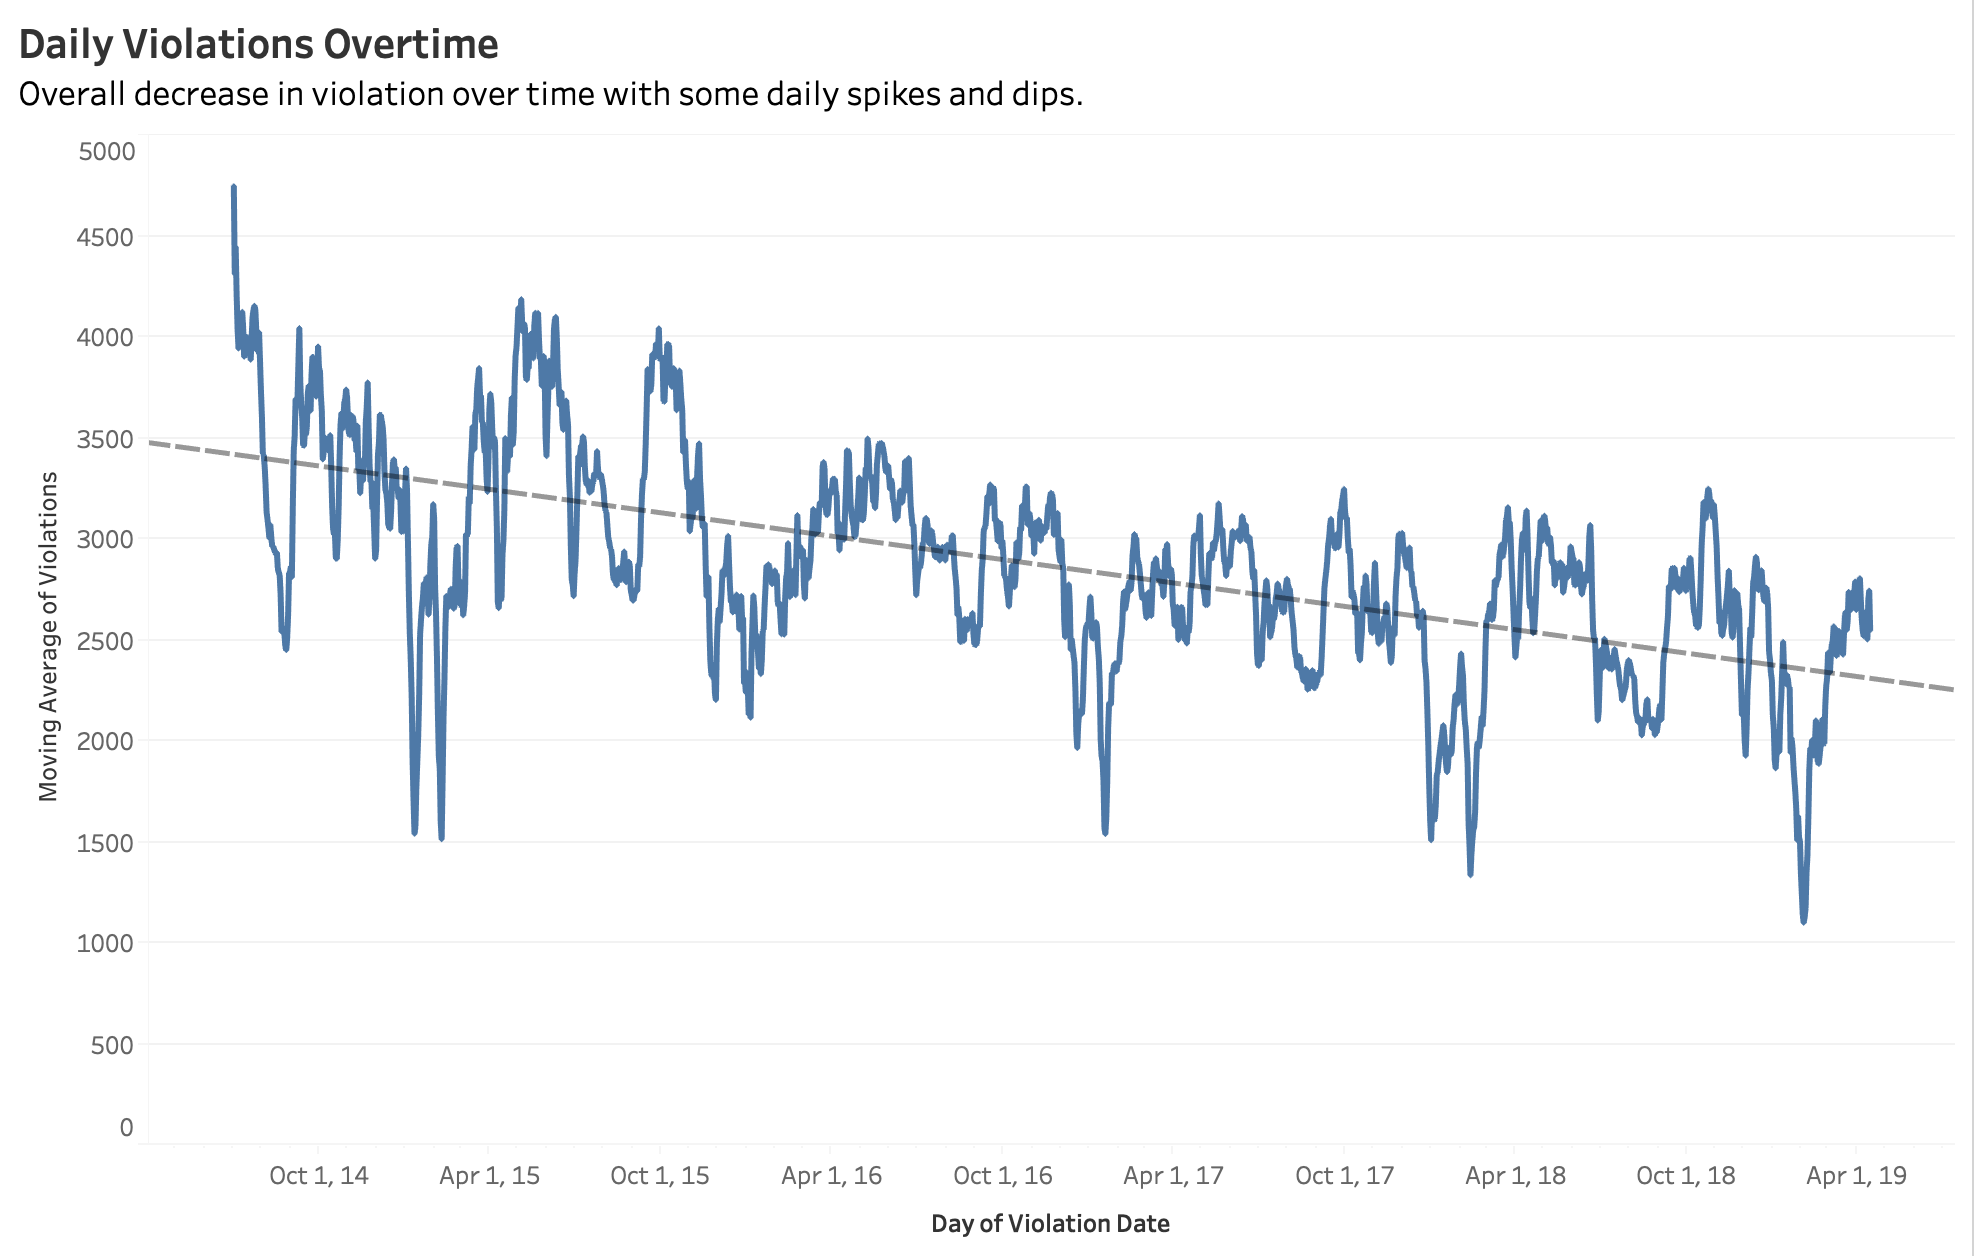 Daily Violations Overtime
Overall decrease in violation over time with some daily spikes and dips.
5000
4500
4000
3500
3000
2500
2000
1500
1000
500
0
Moving Average of Violations
Oct 1, 14 Apr 1, 15 Oct 1, 15 Apr 1, 16 Oct 1, 16 Apr 1, 17 Oct 1, 17 Apr 1, 18 Oct 1, 18 Apr 1, 19
Day of Violation Date